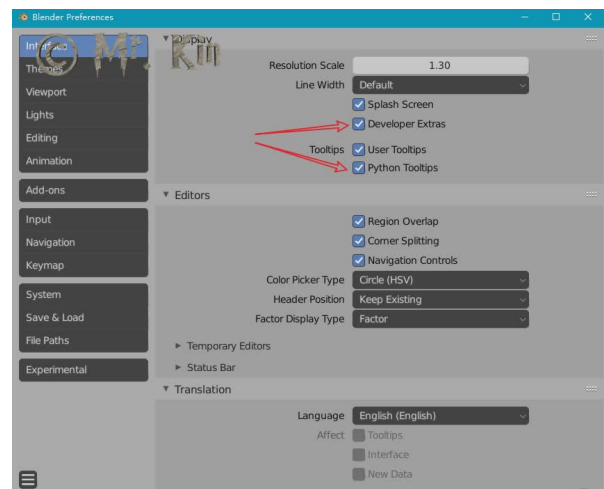 Blender Preferences
© Mr. Kin
Interface
Themes
Viewport
Lights
Editing
Animation
Add-ons
Input
Navigation
Keymap
System
Save & Load
File Paths
Experimental
Display
Resolution Scale 1.30
Line Width Default
Splash Screen
Developer Extras
Tooltips User Tooltips
Python Tooltips
Editors
Region Overlap
Corner Splitting
Navigation Controls
Color Picker Type Circle (HSV)
Header Position Keep Existing
Factor Display Type Factor
Temporary Editors
Status Bar
Translation
Language English (English)
Affect Tooltips
Interface
New Data